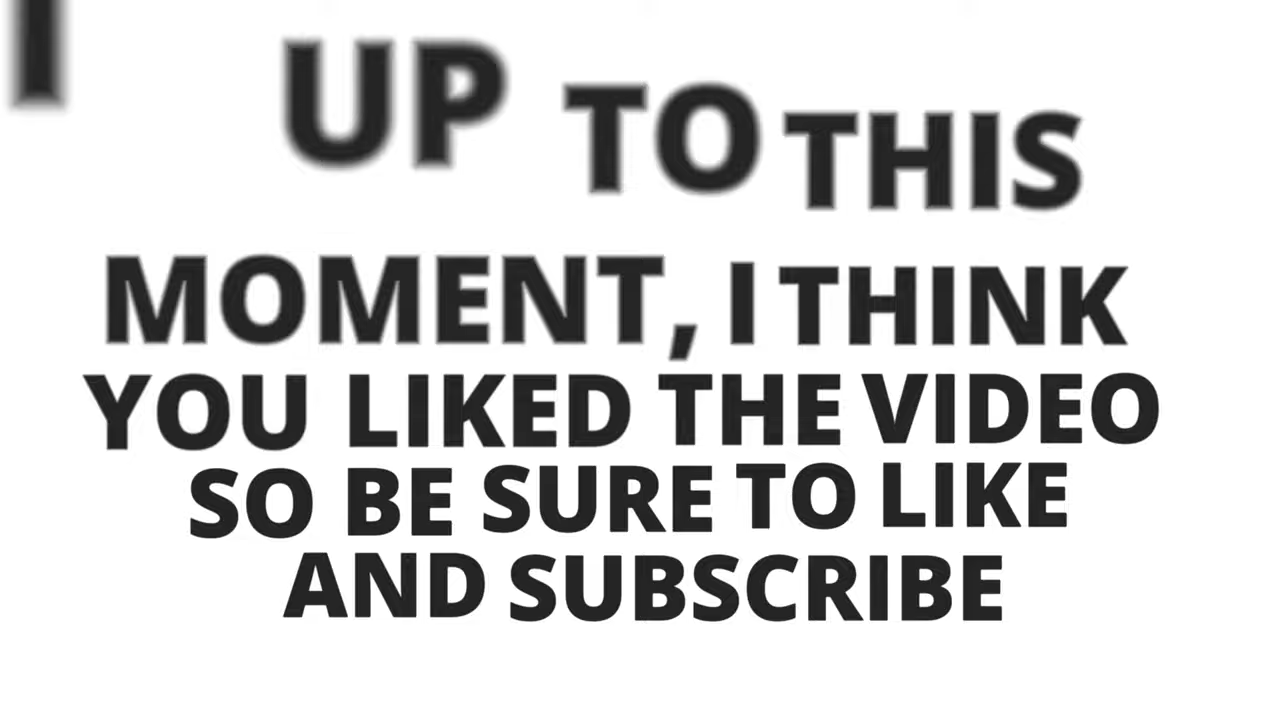 UP TO THIS
MOMENT, I THINK
YOU LIKED THE VIDEO
SO BE SURE TO LIKE
AND SUBSCRIBE